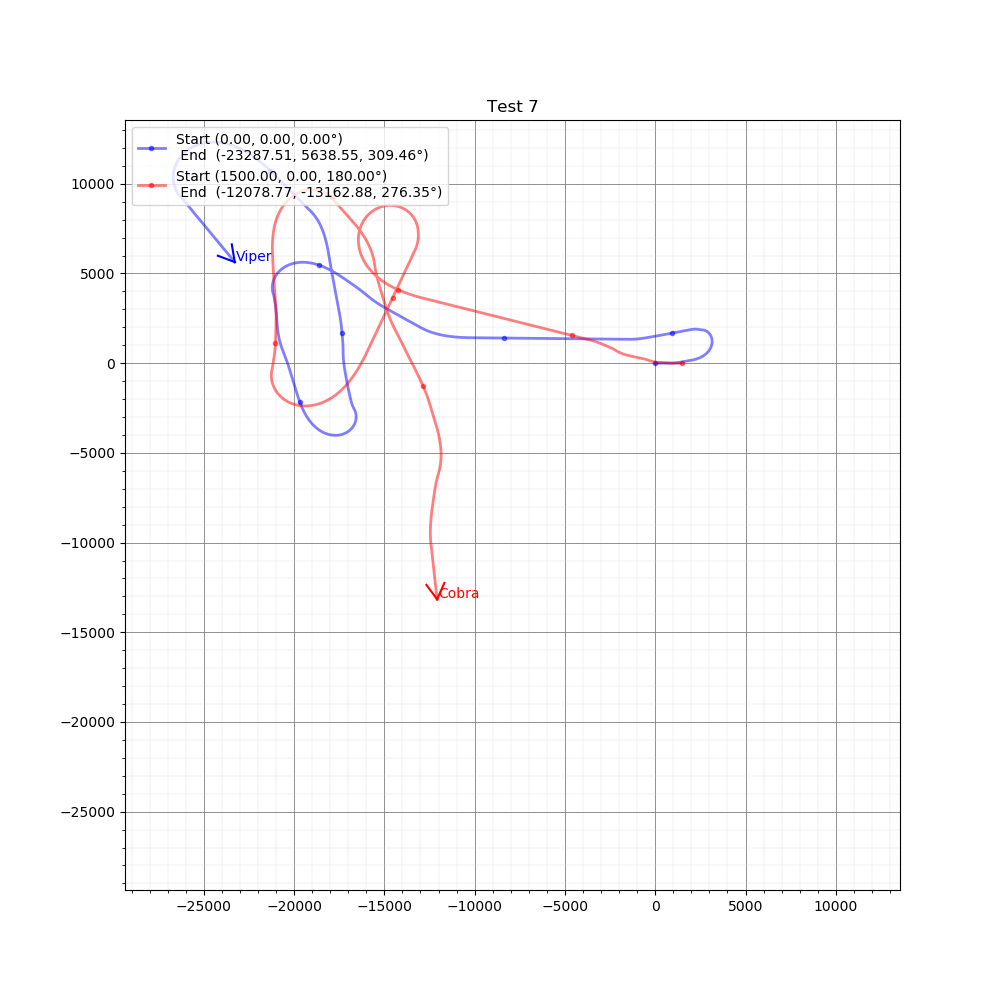 Test 7
Start (0.00, 0.00, 0.00°)
End (-23287.51, 5638.55, 309.46°)
Start (1500.00, 0.00, 180.00°)
End (-12078.77, -13162.88, 276.35°)
10000
Viper
5000
0
−5000
−10000
Cobra
−15000
−20000
−25000
−25000 −20000 −15000 −10000 −5000 0 5000 10000